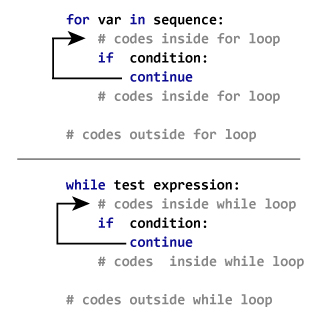 for var in sequence:
# codes inside for loop
if condition:
continue
# codes inside for loop
# codes outside for loop
while test expression:
# codes inside while loop
if condition:
continue
# codes inside while loop
# codes outside while loop